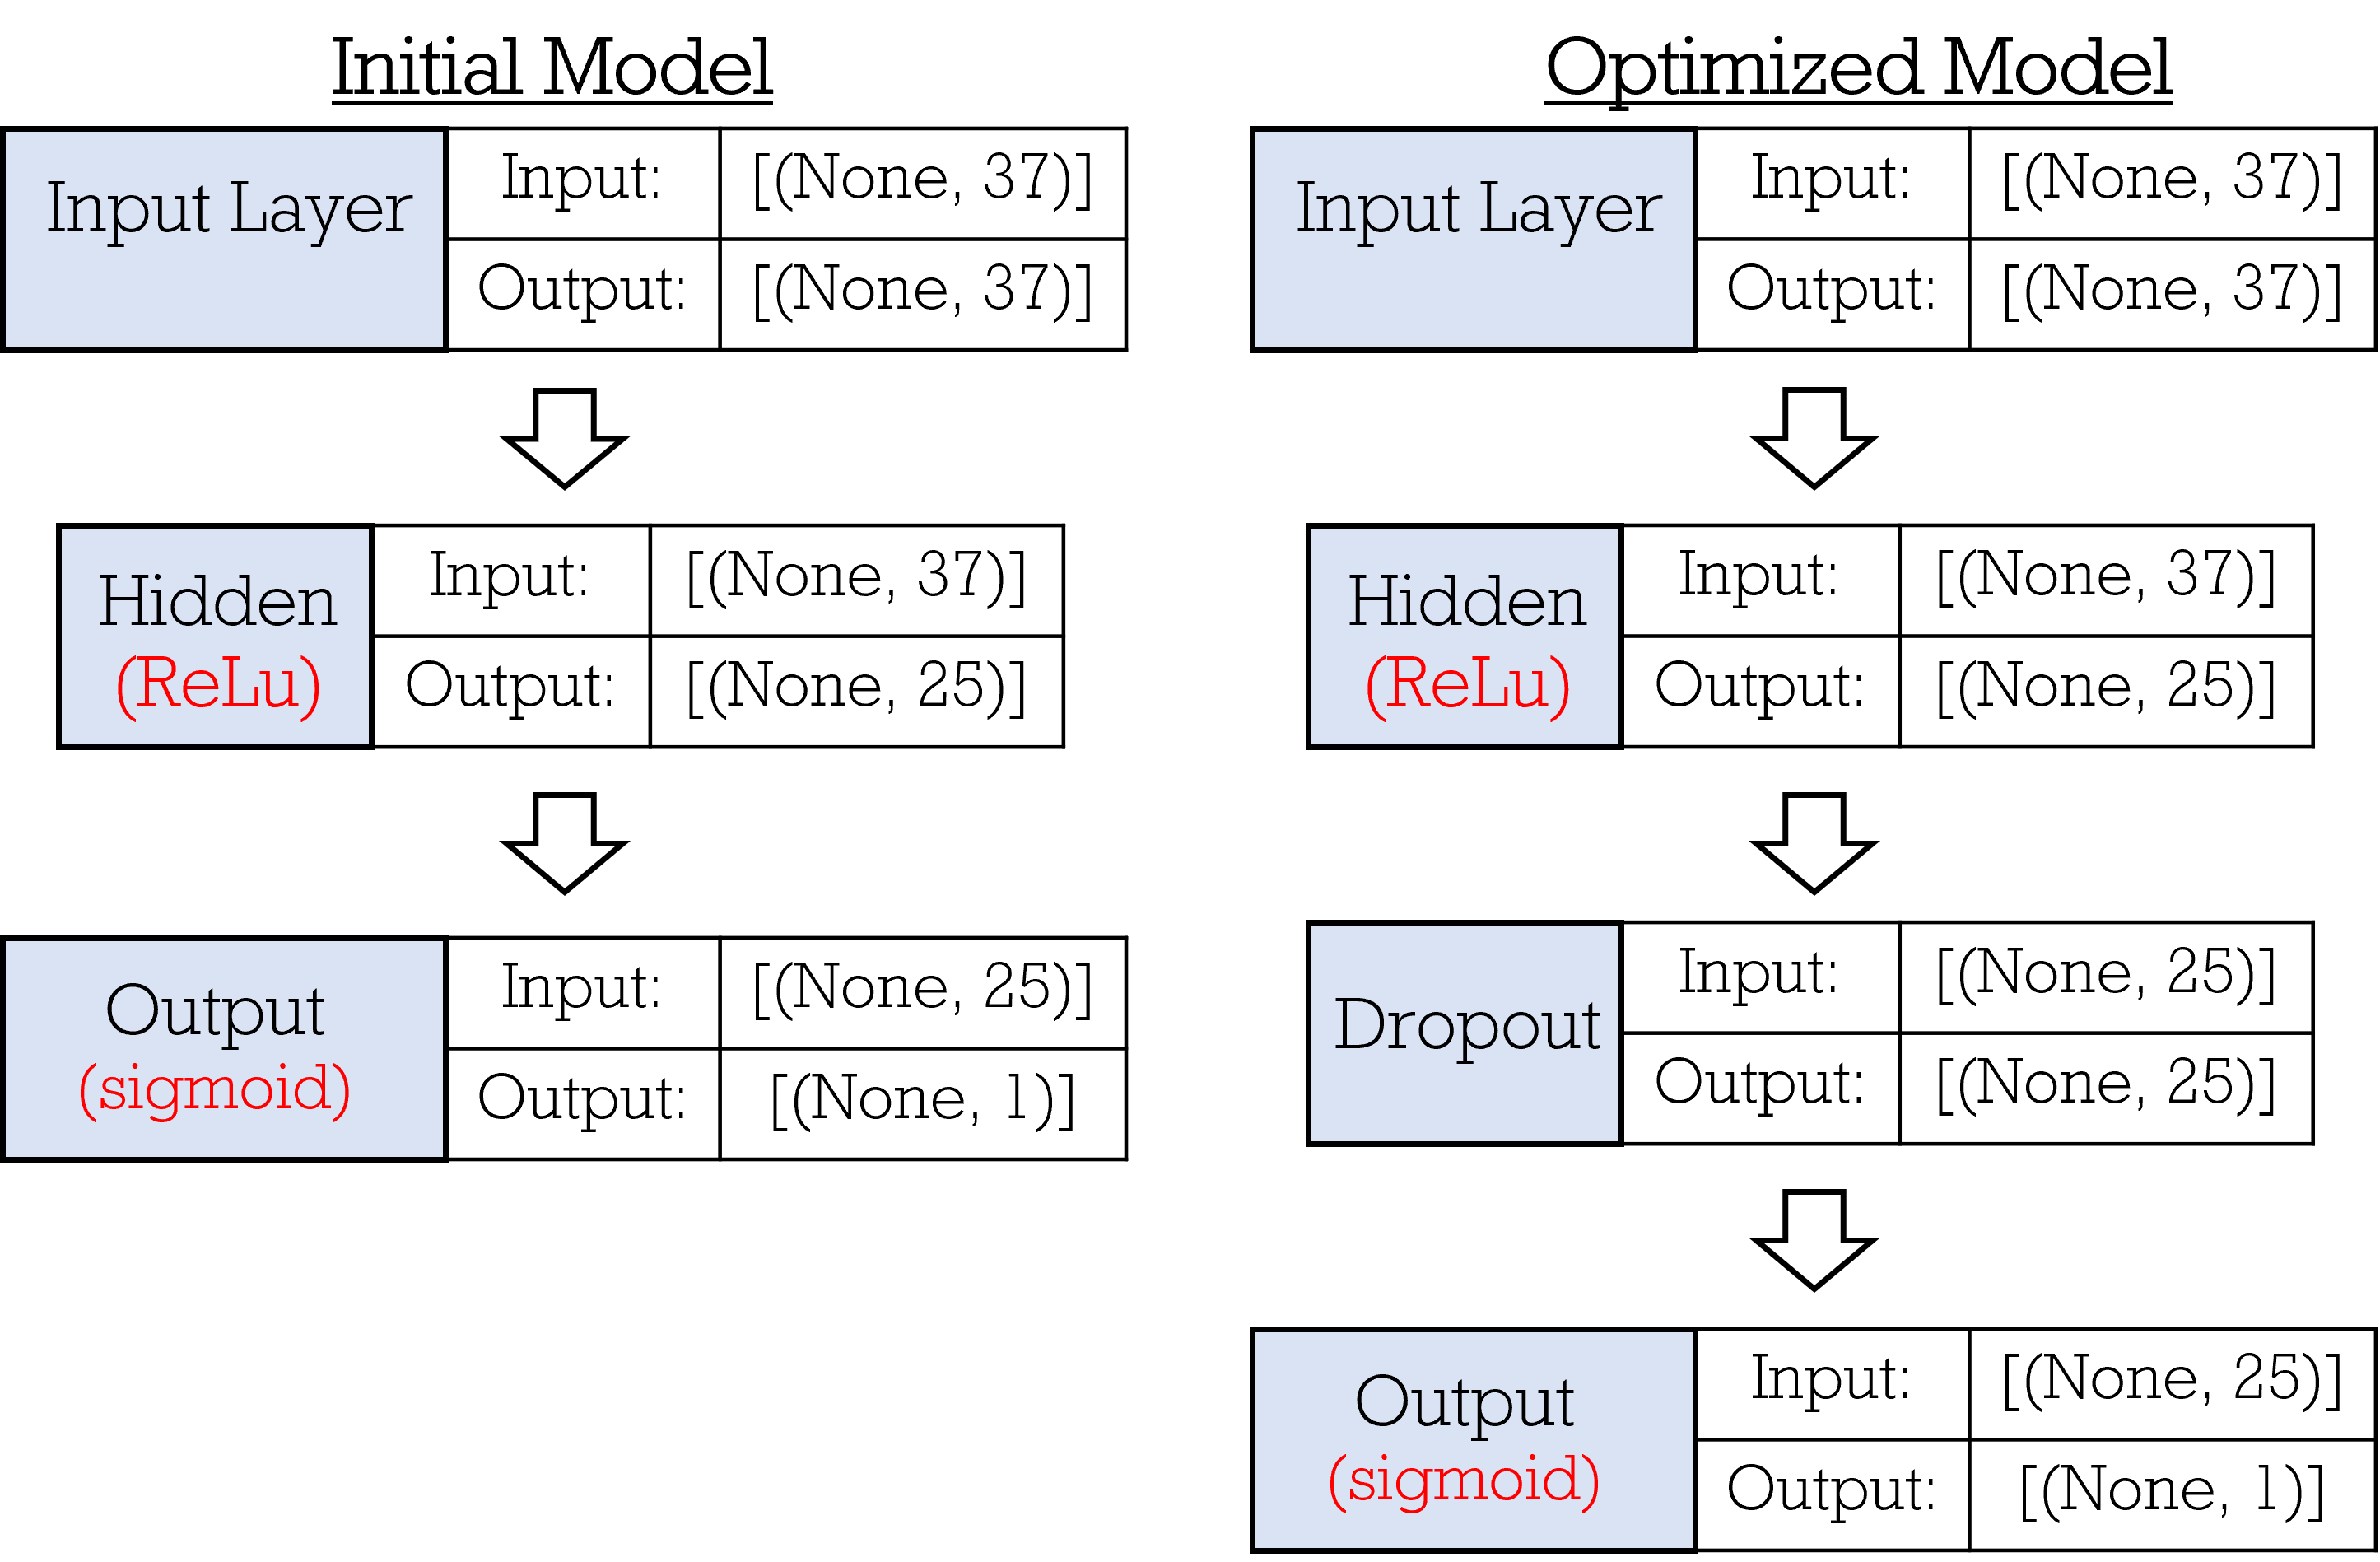 Initial Model
Input Layer
Input:
[(None, 37)]
Output:
[(None, 37)]
Hidden
(ReLu)
Input:
[(None, 37)]
Output:
[(None, 25)]
Output
(sigmoid)
Input:
[(None, 25)]
Output:
[(None, 1)]
Optimized Model
Input Layer
Input:
[(None, 37)]
Output:
[(None, 37)]
Hidden
(ReLu)
Input:
[(None, 37)]
Output:
[(None, 25)]
Dropout
Input:
[(None, 25)]
Output:
[(None, 25)]
Output
(sigmoid)
Input:
[(None, 25)]
Output:
[(None, 1)]